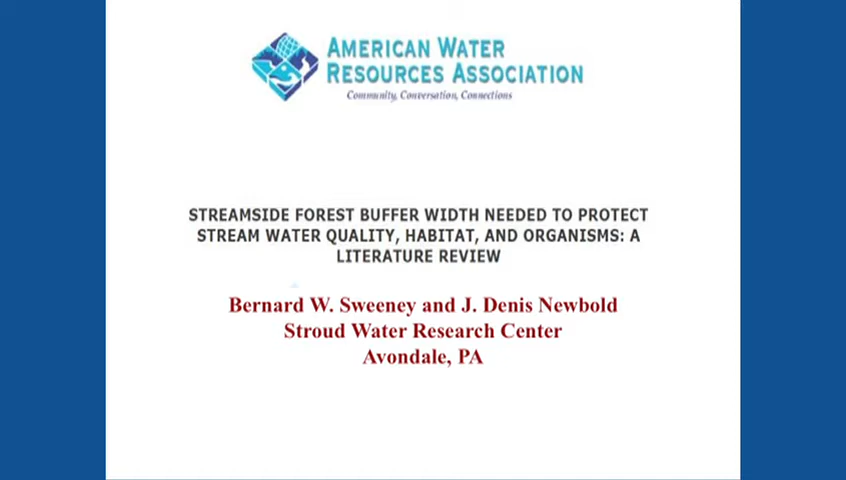 AMERICAN WATER
RESOURCES ASSOCIATION
Community, Conversation, Connections
STREAMSIDE FOREST BUFFER WIDTH NEEDED TO PROTECT
STREAM WATER QUALITY, HABITAT, AND ORGANISMS: A
LITERATURE REVIEW
Bernard W. Sweeney and J. Denis Newbold
Stroud Water Research Center
Avondale, PA